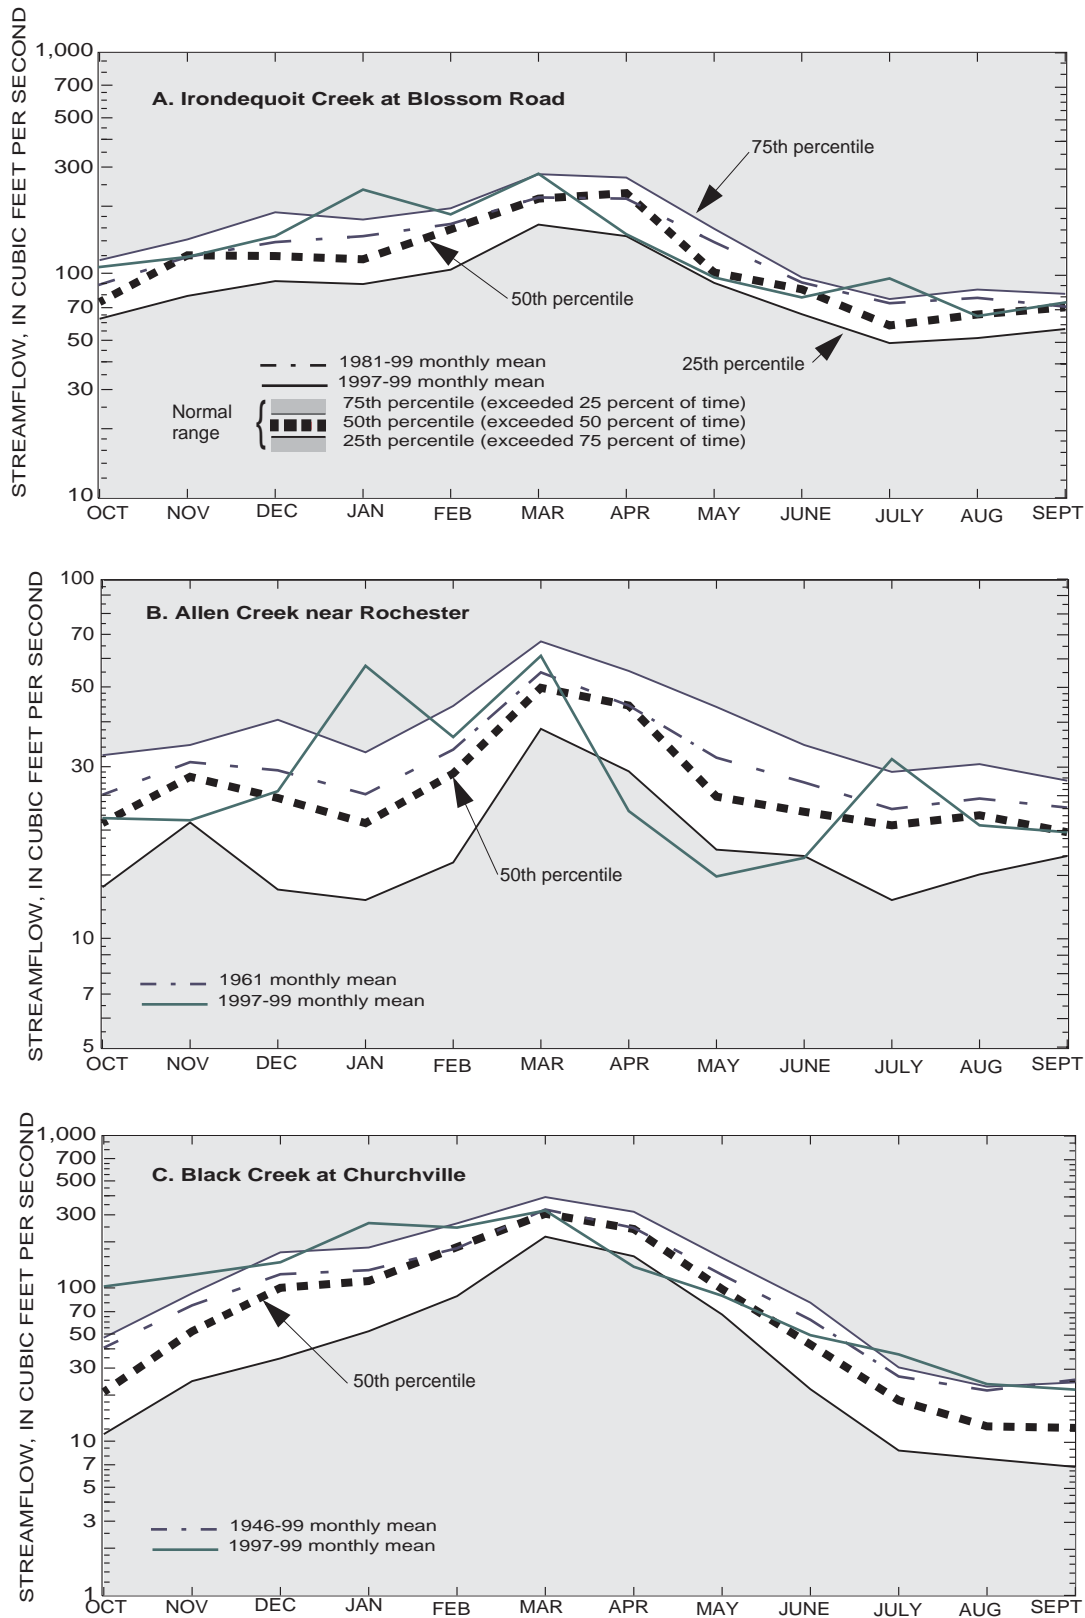 STREAMFLOW, IN CUBIC FEET PER SECOND
1,000
700
500
300
100
70
50
30
10
A. Irondequoit Creek at Blossom Road
75th percentile
50th percentile
25th percentile
1981-99 monthly mean
1997-99 monthly mean
Normal range
75th percentile (exceeded 25 percent of time)
50th percentile (exceeded 50 percent of time)
25th percentile (exceeded 75 percent of time)
OCT NOV DEC JAN FEB MAR APR MAY JUNE JULY AUG SEPT
STREAMFLOW, IN CUBIC FEET PER SECOND
100
70
50
30
10
7
5
B. Allen Creek near Rochester
50th percentile
1961 monthly mean
1997-99 monthly mean
OCT NOV DEC JAN FEB MAR APR MAY JUNE JULY AUG SEPT
STREAMFLOW, IN CUBIC FEET PER SECOND
1,000
700
500
300
100
70
50
30
10
7
5
3
1
C. Black Creek at Churchville
50th percentile
1946-99 monthly mean
1997-99 monthly mean
OCT NOV DEC JAN FEB MAR APR MAY JUNE JULY AUG SEPT